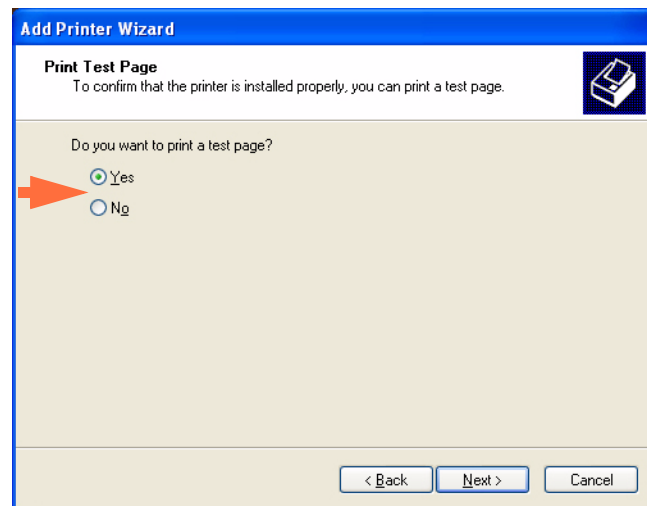 Add Printer Wizard
Print Test Page
To confirm that the printer is installed properly, you can print a test page.
Do you want to print a test page?
Yes
No
< Back Next > Cancel